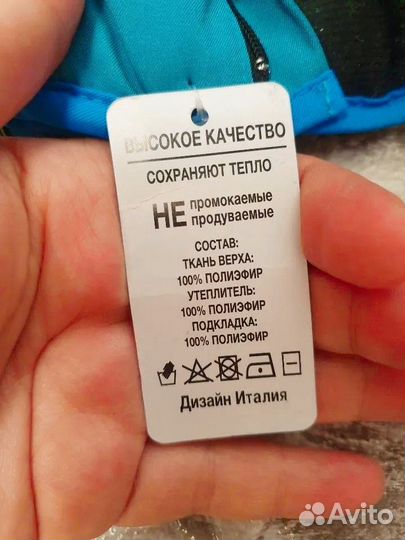 ВЫСОКОЕ КАЧЕСТВО
СОХРАНЯЮТ ТЕПЛО
НЕ промокаемые
продуваемые
СОСТАВ:
ТКАНЬ ВЕРХА:
100% ПОЛИЭФИР
УТЕПЛИТЕЛЬ:
100% ПОЛИЭФИР
ПОДКЛАДКА:
100% ПОЛИЭФИР
Дизайн Италия
Avito